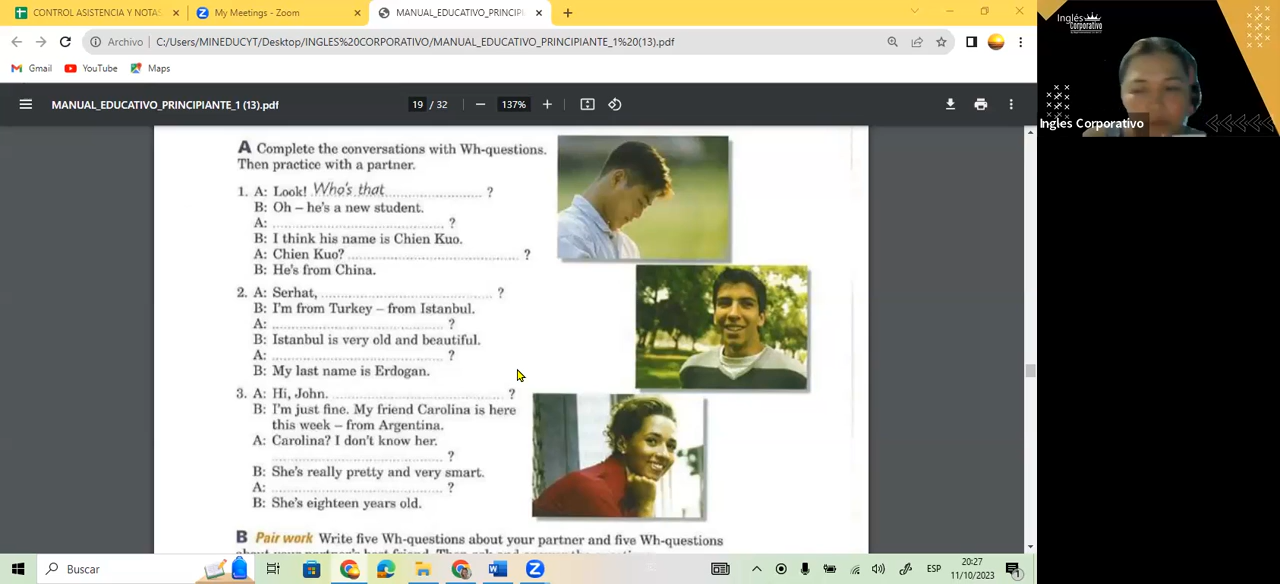 CONTROL ASISTENCIA Y NOTAS
My Meetings - Zoom
MANUAL_EDUCATIVO_PRINCIPI
Archivo C:/Users/MINEDUCYT/Desktop/INGLES%20CORPORATIVO/MANUAL_EDUCATIVO_PRINCIPIANTE_1%20(13).pdf
Gmail YouTube Maps
MANUAL_EDUCATIVO_PRINCIPIANTE_1 (13).pdf 19 / 32 137%
A Complete the conversations with Wh-questions.
Then practice with a partner.
1. A: Look! Who's that ?
B: Oh – he's a new student.
A: ?
B: I think his name is Chien Kuo.
A: Chien Kuo? ?
B: He's from China.
2. A: Serhat, ?
B: I'm from Turkey – from Istanbul.
A: ?
B: Istanbul is very old and beautiful.
A: ?
B: My last name is Erdogan.
3. A: Hi, John. ?
B: I'm just fine. My friend Carolina is here
this week – from Argentina.
A: Carolina? I don't know her.
?
B: She's really pretty and very smart.
A: ?
B: She's eighteen years old.
B Pair work Write five Wh-questions about your partner and five Wh-questions
Inglés
Corporativo
Ingles Corporativo
Buscar
ESP
20:27
11/10/2023